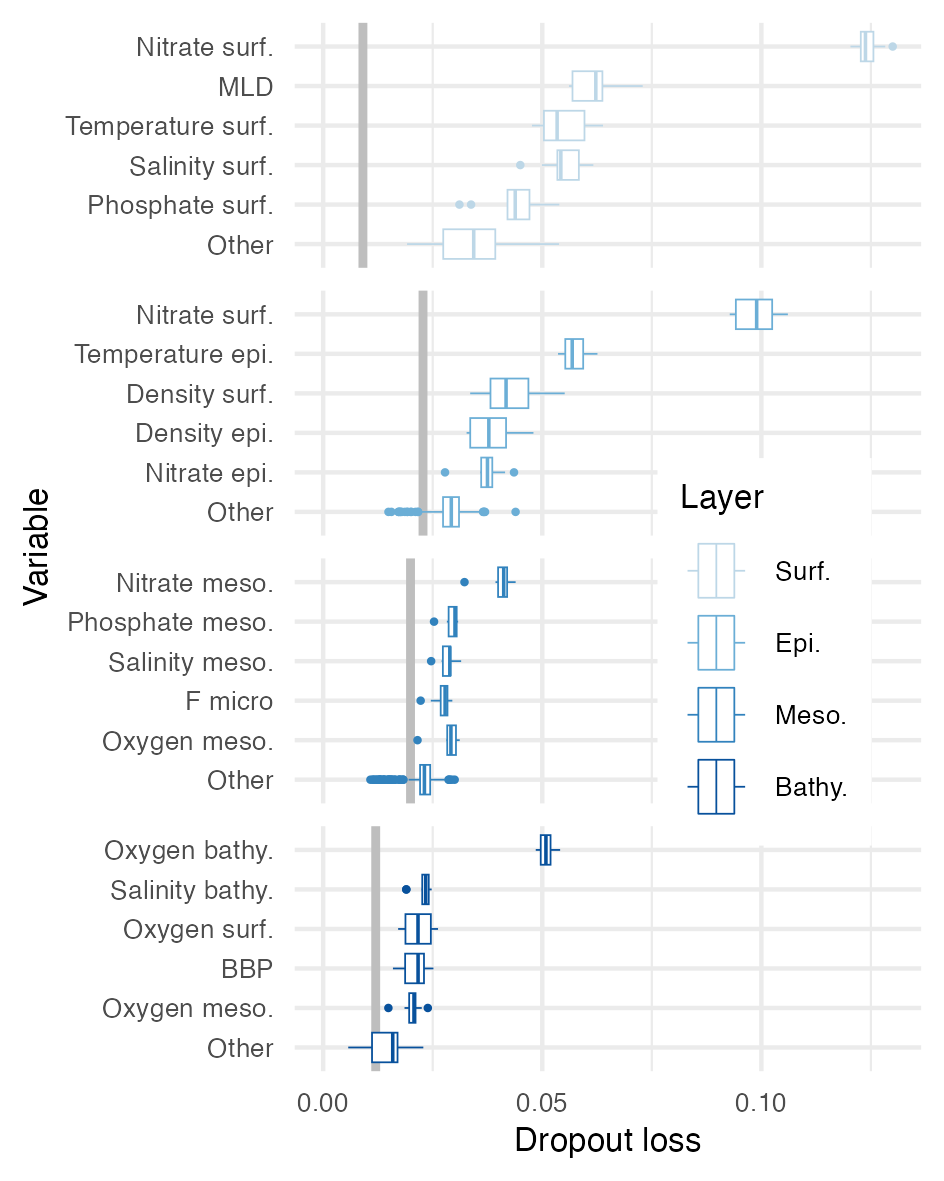 Nitrate surf.
MLD
Temperature surf.
Salinity surf.
Phosphate surf.
Other
Nitrate surf.
Temperature epi.
Density surf.
Density epi.
Nitrate epi.
Other
Nitrate meso.
Phosphate meso.
Salinity meso.
F micro
Oxygen meso.
Other
Oxygen bathy.
Salinity bathy.
Oxygen surf.
BBP
Oxygen meso.
Other
Variable
Layer
Surf.
Epi.
Meso.
Bathy.
0.00 0.05 0.10
Dropout loss